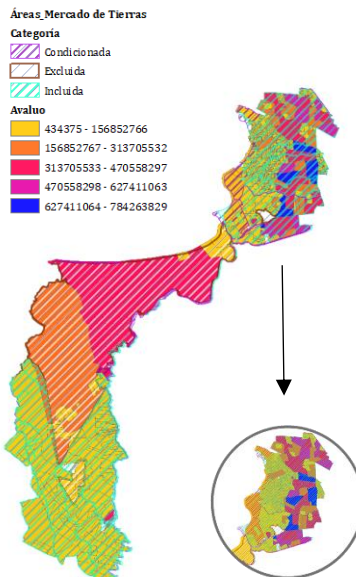 Áreas_Mercado de Tierras
Categoría
Condicionada
Excluida
Incluida
Avaluo
434375 - 156852766
156852767 - 313705532
313705533 - 470558297
470558298 - 627411063
627411064 - 784263829